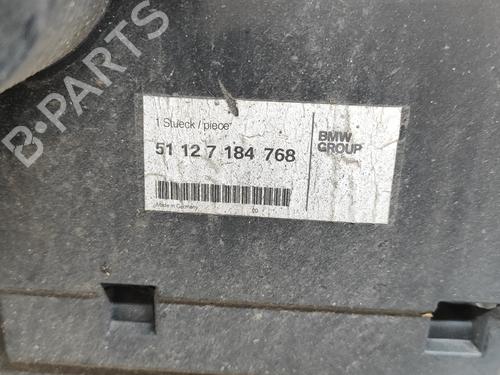 B-PARTS
1 Stueck / piece
BMW
GROUP
51 12 7 184 768
Made in Germany